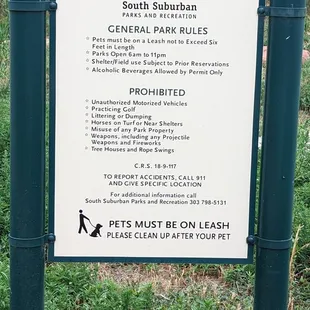 South Suburban
PARKS AND RECREATION
GENERAL PARK RULES
Pets must be on a Leash not to Exceed Six
Feet in Length
Parks Open 6am to 11pm
Shelter/Field use Subject to Prior Reservations
Alcoholic Beverages Allowed by Permit Only
PROHIBITED
Unauthorized Motorized Vehicles
Practicing Golf
Littering or Dumping
Horses on Turf or Near Shelters
Misuse of any Park Property
Weapons, including any Projectile
Weapons and Fireworks
Tree Houses and Rope Swings
C.R.S. 18-9-117
TO REPORT ACCIDENTS, CALL 911
AND GIVE SPECIFIC LOCATION
For additional information call
South Suburban Parks and Recreation 303 798-5131
PETS MUST BE ON LEASH
PLEASE CLEAN UP AFTER YOUR PET